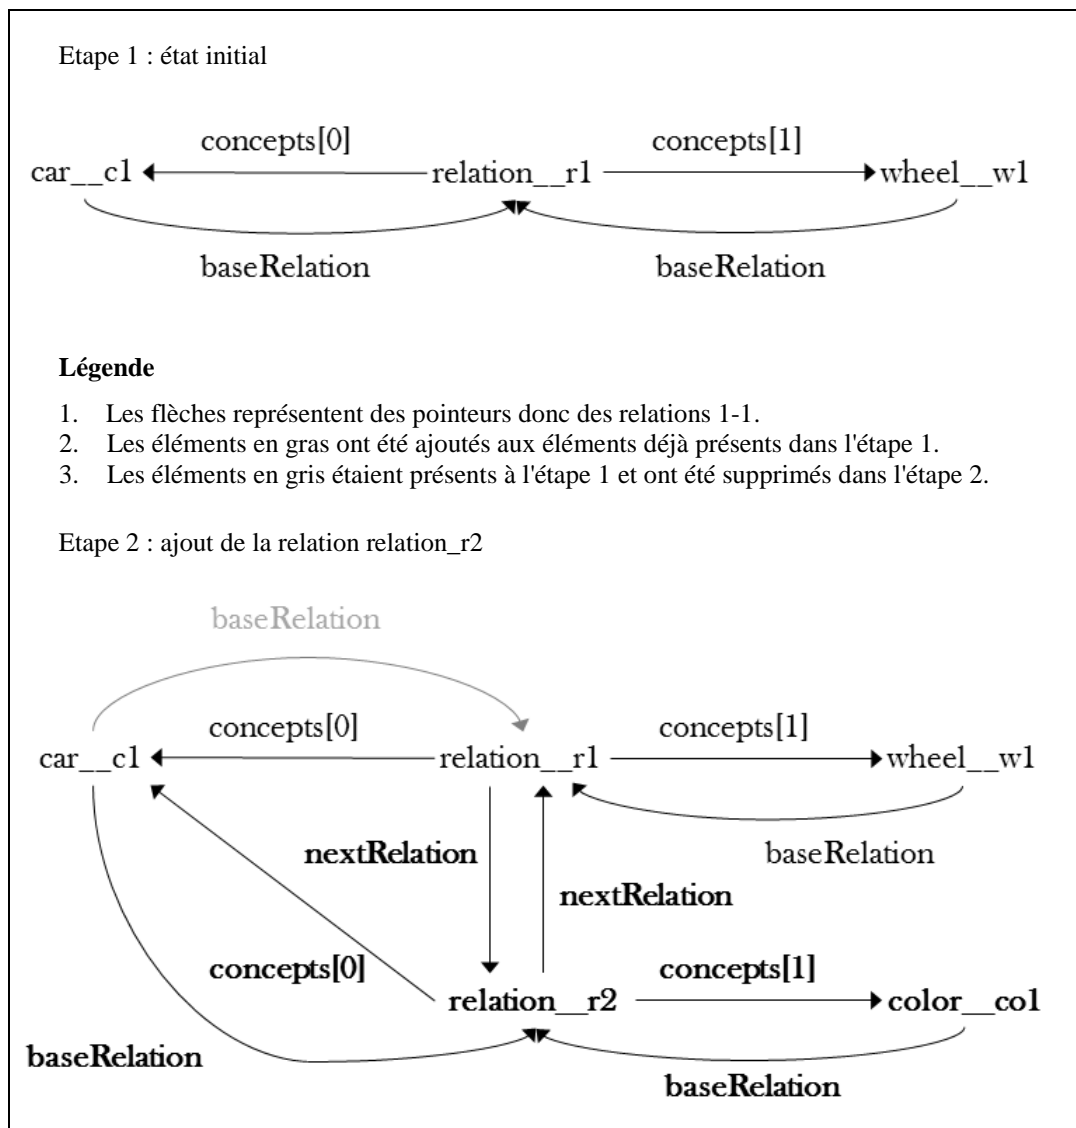 Etape 1 : état initial
concepts[0] concepts[1]
car__c1 relation__r1 wheel__w1
baseRelation baseRelation
Légende
1. Les flèches représentent des pointeurs donc des relations 1-1.
2. Les éléments en gras ont été ajoutés aux éléments déjà présents dans l'étape 1.
3. Les éléments en gris étaient présents à l'étape 1 et ont été supprimés dans l'étape 2.
Etape 2 : ajout de la relation relation_r2
baseRelation
concepts[0] concepts[1]
car__c1 relation__r1 wheel__w1
nextRelation baseRelation
nextRelation
concepts[0] concepts[1]
relation__r2 color__co1
baseRelation baseRelation